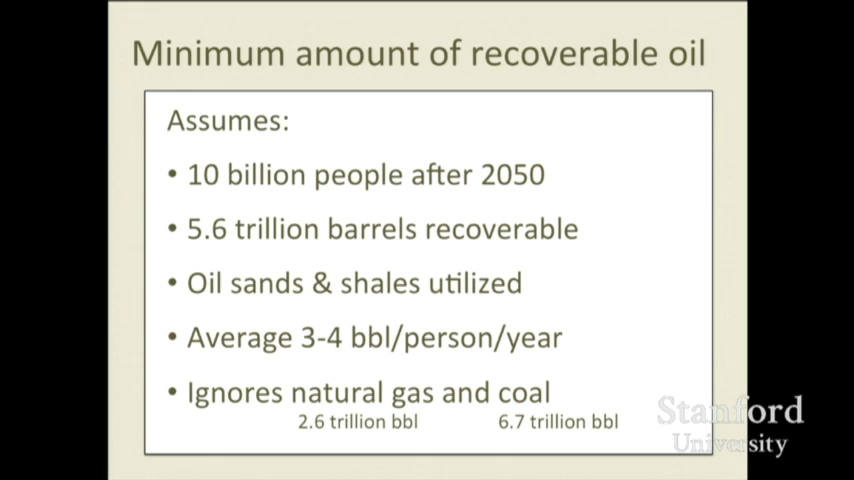 Minimum amount of recoverable oil
Assumes:
• 10 billion people after 2050
• 5.6 trillion barrels recoverable
• Oil sands & shales utilized
• Average 3-4 bbl/person/year
• Ignores natural gas and coal
2.6 trillion bbl 6.7 trillion bbl
Stanford
University